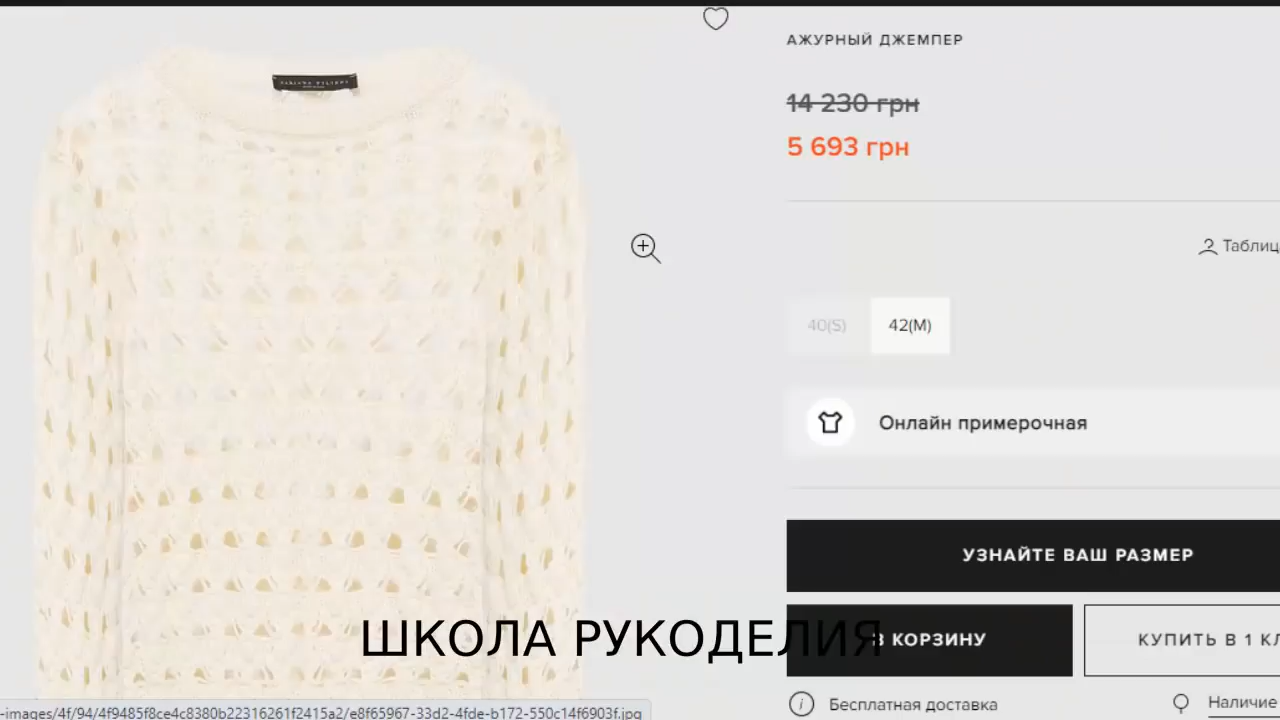 АЖУРНЫЙ ДЖЕМПЕР
14 230 грн
5 693 грн
Таблиц
40(S) 42(M)
Онлайн примерочная
УЗНАЙТЕ ВАШ РАЗМЕР
В КОРЗИНУ
КУПИТЬ В 1 КЛ
ШКОЛА РУКОДЕЛИЯ
Бесплатная доставка
Наличие
-images/4f/94/4f9485f8ce4c8380b22316261f2415a2/e8f65967-33d2-4fde-b172-550c14f6903f.jpg